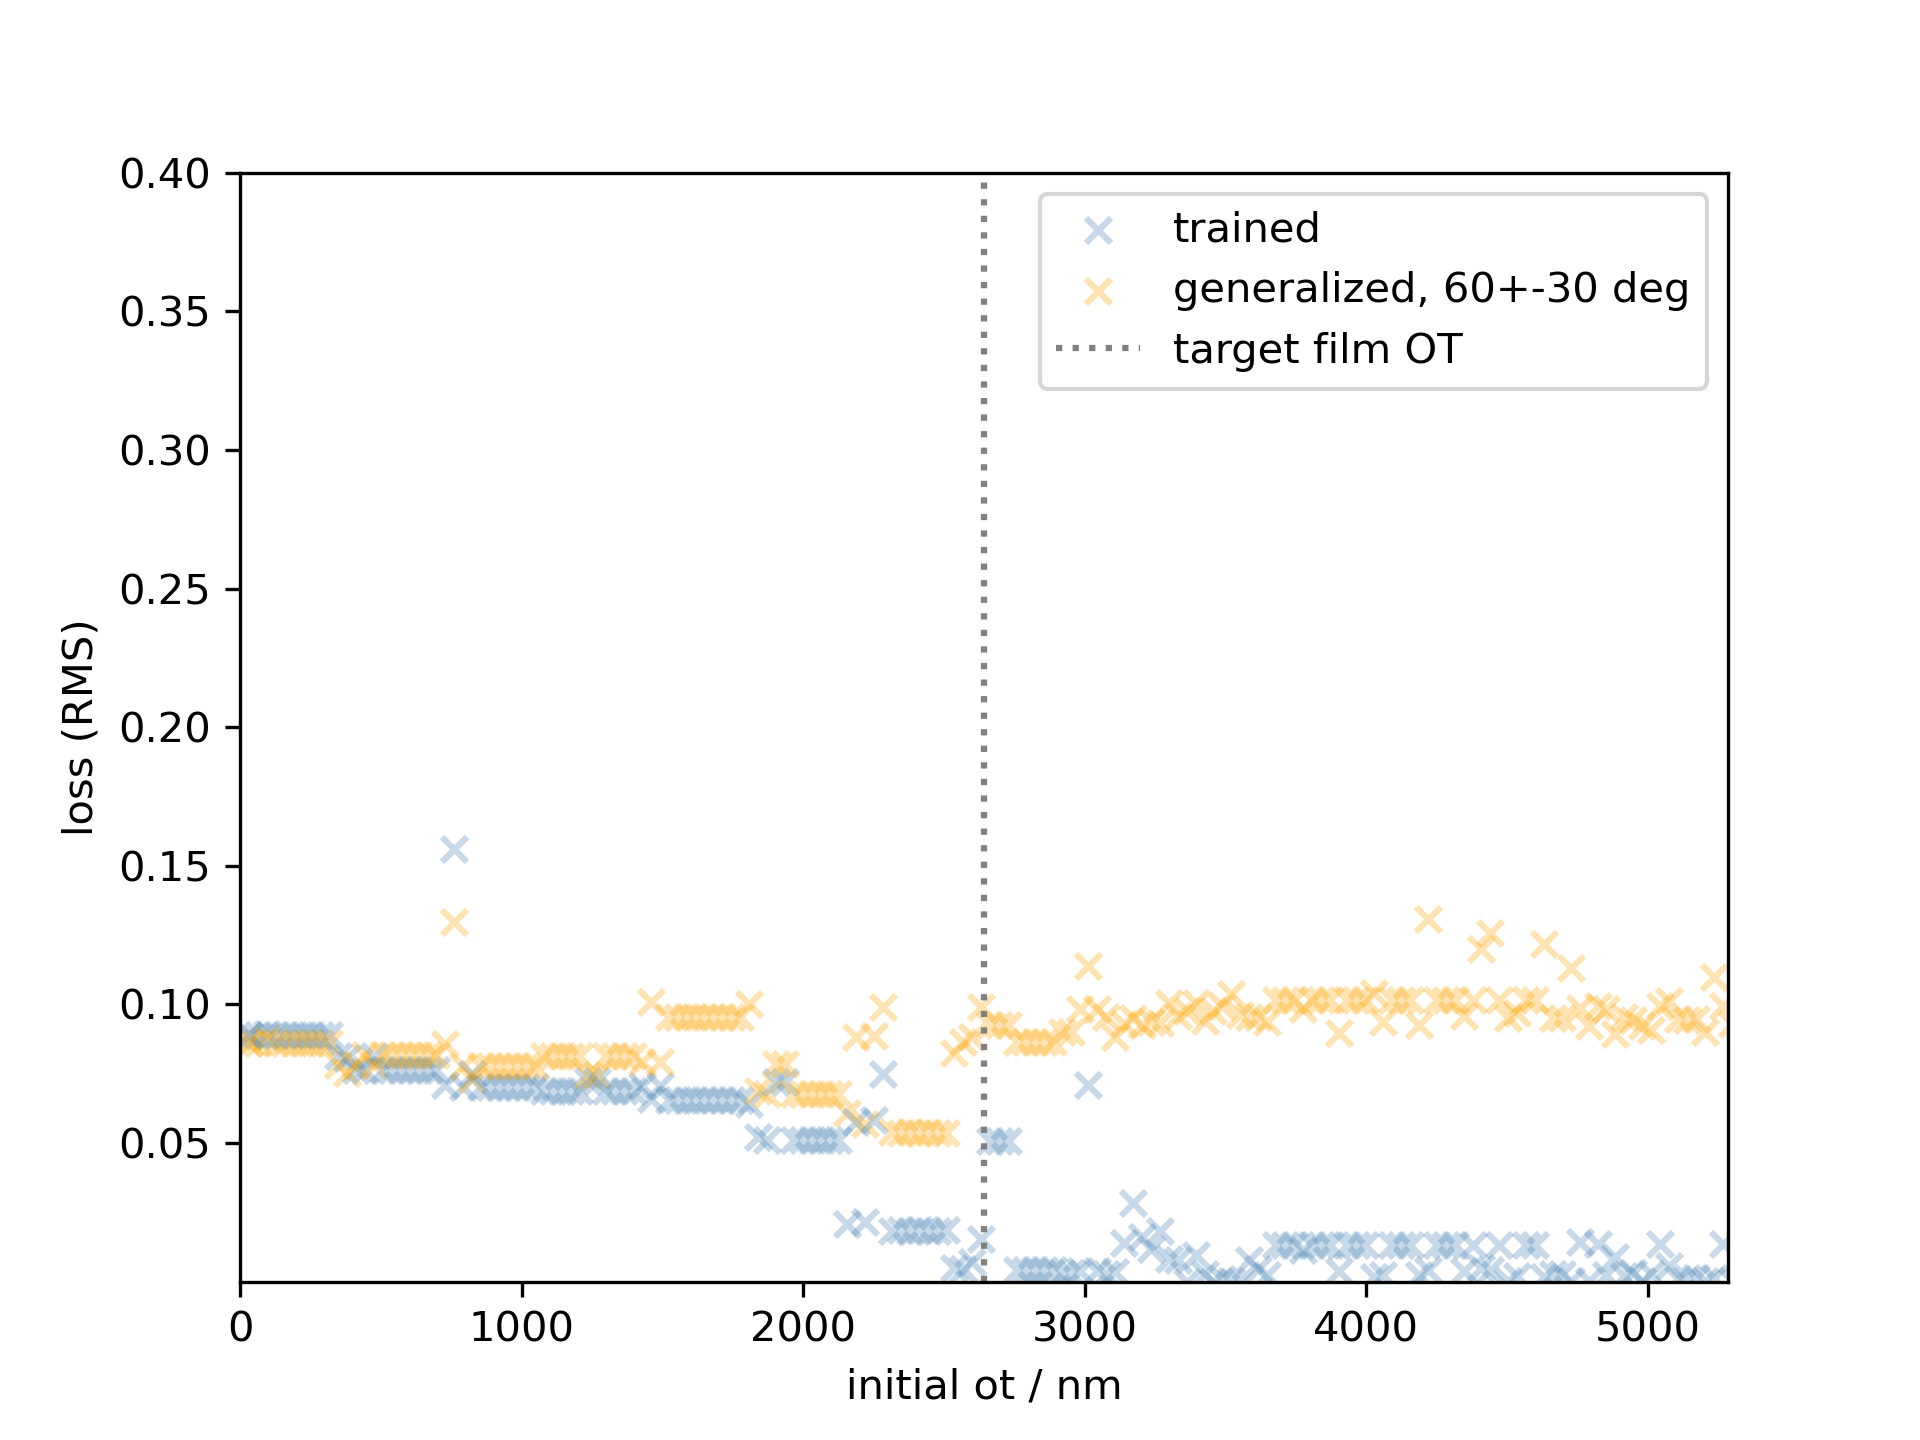 0.40
0.35
0.30
0.25
0.20
0.15
0.10
0.05
loss (RMS)
trained
generalized, 60+-30 deg
target film OT
0 1000 2000 3000 4000 5000
initial ot / nm